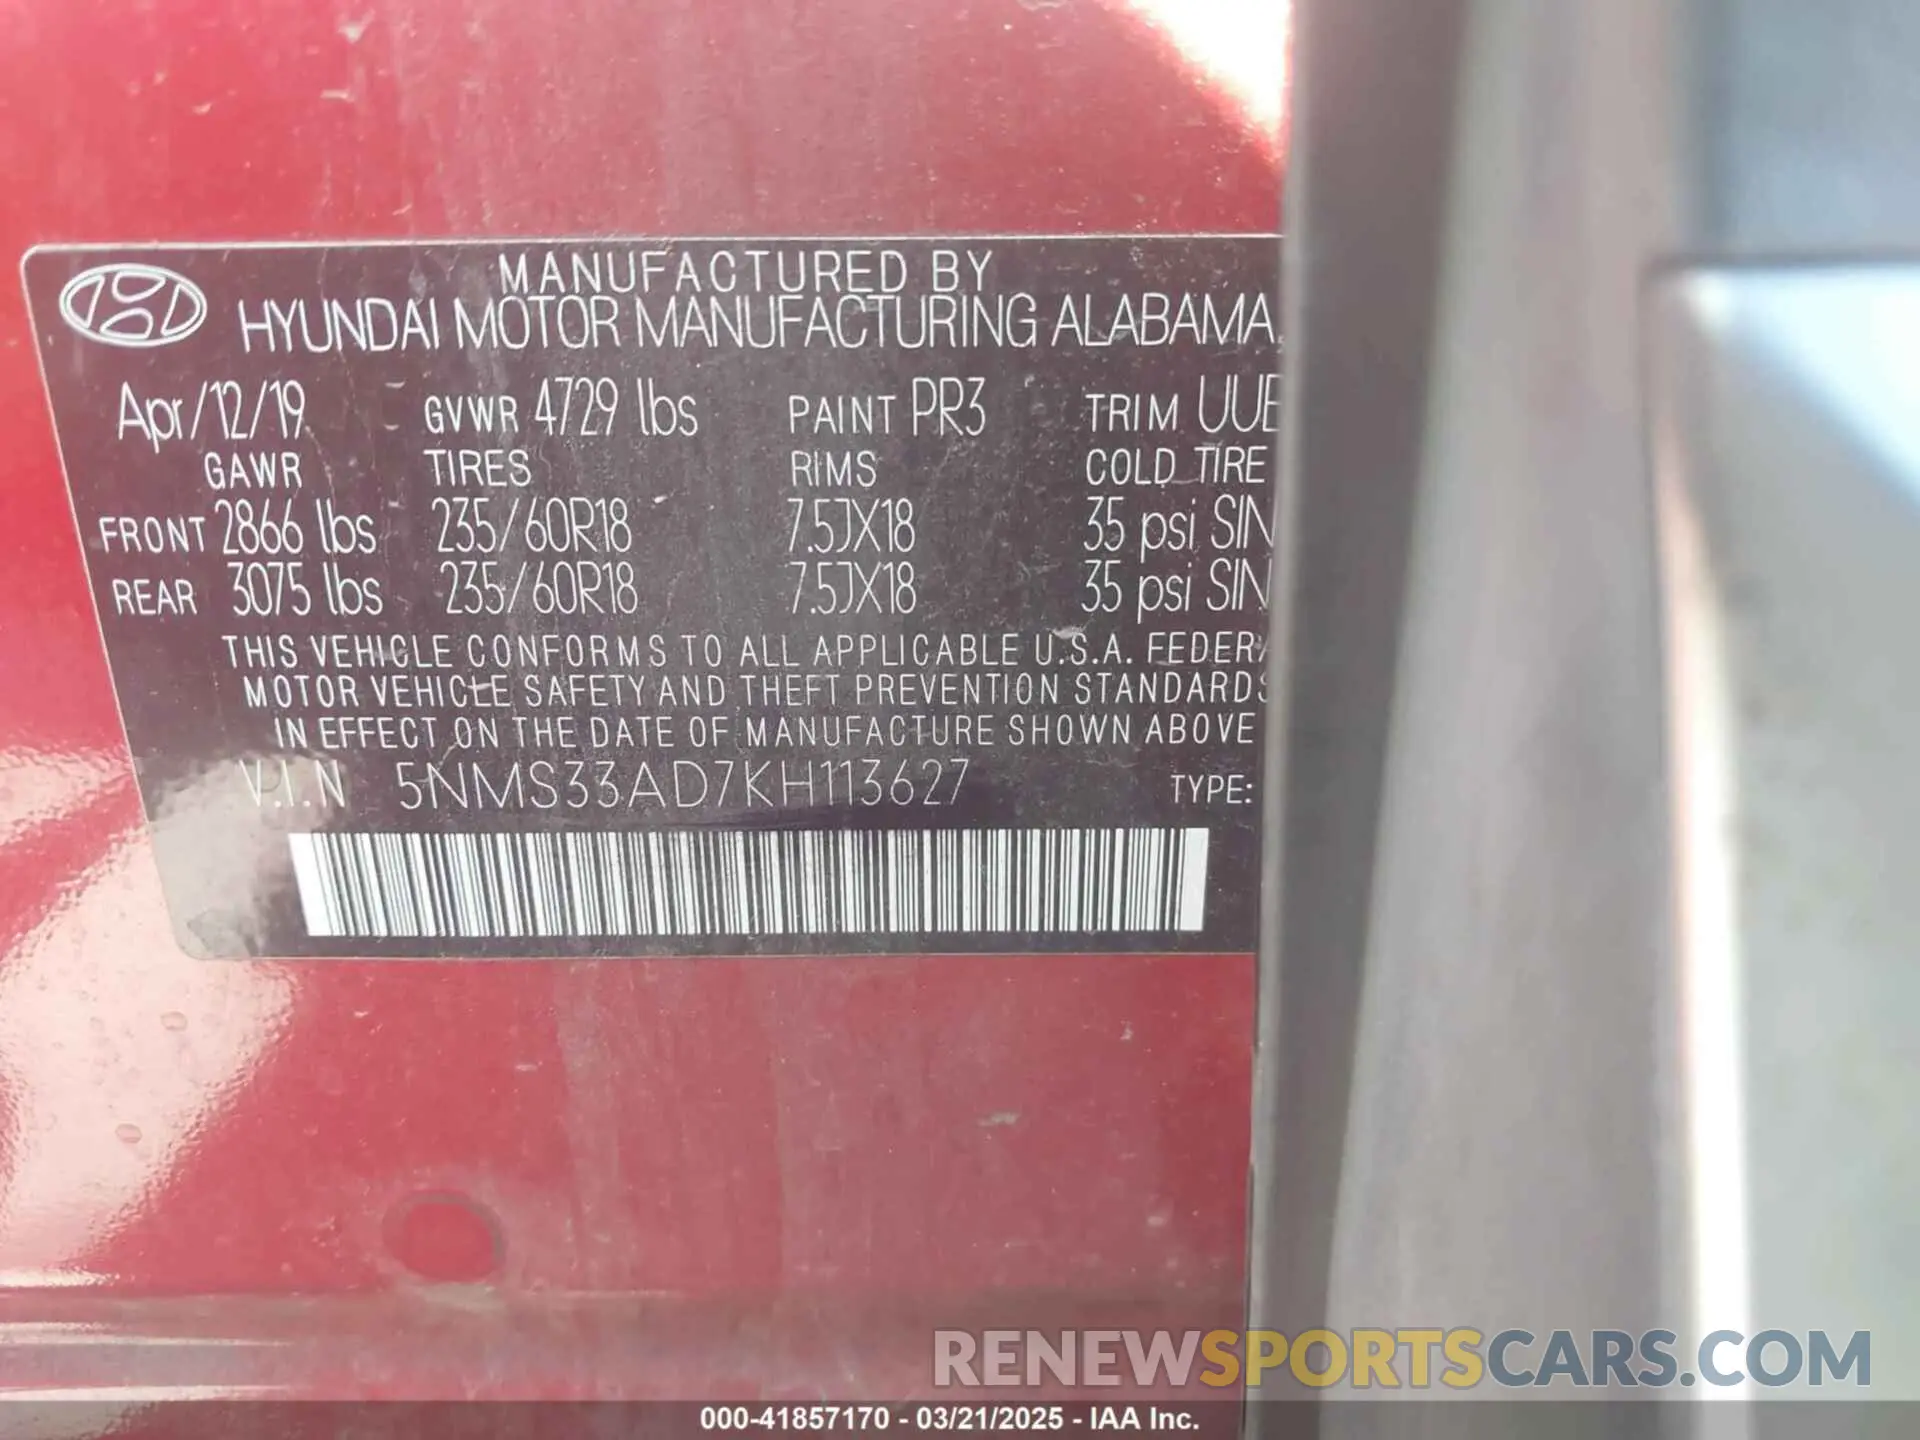 MANUFACTURED BY
HYUNDAI MOTOR MANUFACTURING ALABAMA,
Apr/12/19 GVWR 4729 lbs PAINT PR3 TRIM UUE
GAWR TIRES RIMS COLD TIRE
FRONT 2866 lbs 235/60R18 7.5JX18 35 psi SIN
REAR 3075 lbs 235/60R18 7.5JX18 35 psi SIN
THIS VEHICLE CONFORMS TO ALL APPLICABLE U.S.A. FEDERA
MOTOR VEHICLE SAFETY AND THEFT PREVENTION STANDARDS
IN EFFECT ON THE DATE OF MANUFACTURE SHOWN ABOVE
V.I.N 5NMS33AD7KH113627 TYPE:
RENEWSPORTSCARS.COM
000-41857170 - 03/21/2025 - IAA Inc.